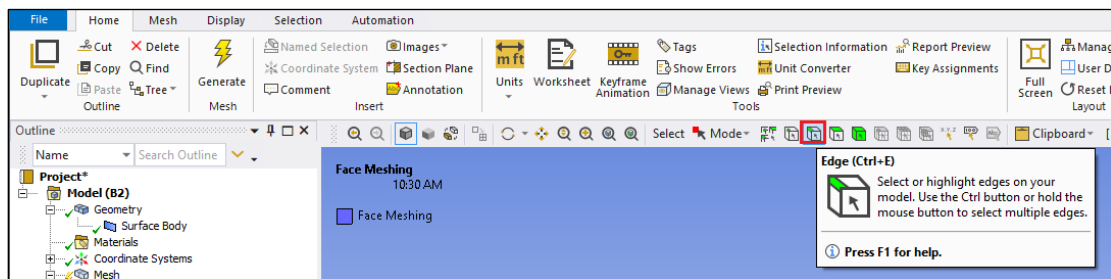 File Home Mesh Display Selection Automation
Cut Delete Named Selection Images Tags Selection Information Report Preview
m ft
Copy Find Coordinate System Section Plane Show Errors Unit Converter Key Assignments
Duplicate Paste Tree Generate Comment Annotation Units Worksheet Keyframe Animation Manage Views Print Preview Full Screen
Outline Mesh Insert Tools Layout
Outline Select Mode Clipboard
Name Search Outline
Project*
Model (B2)
Geometry
Surface Body
Materials
Coordinate Systems
Mesh
Face Meshing
10:30 AM
Face Meshing
Edge (Ctrl+E)
Select or highlight edges on your
model. Use the Ctrl button or hold the
mouse button to select multiple edges.
Press F1 for help.